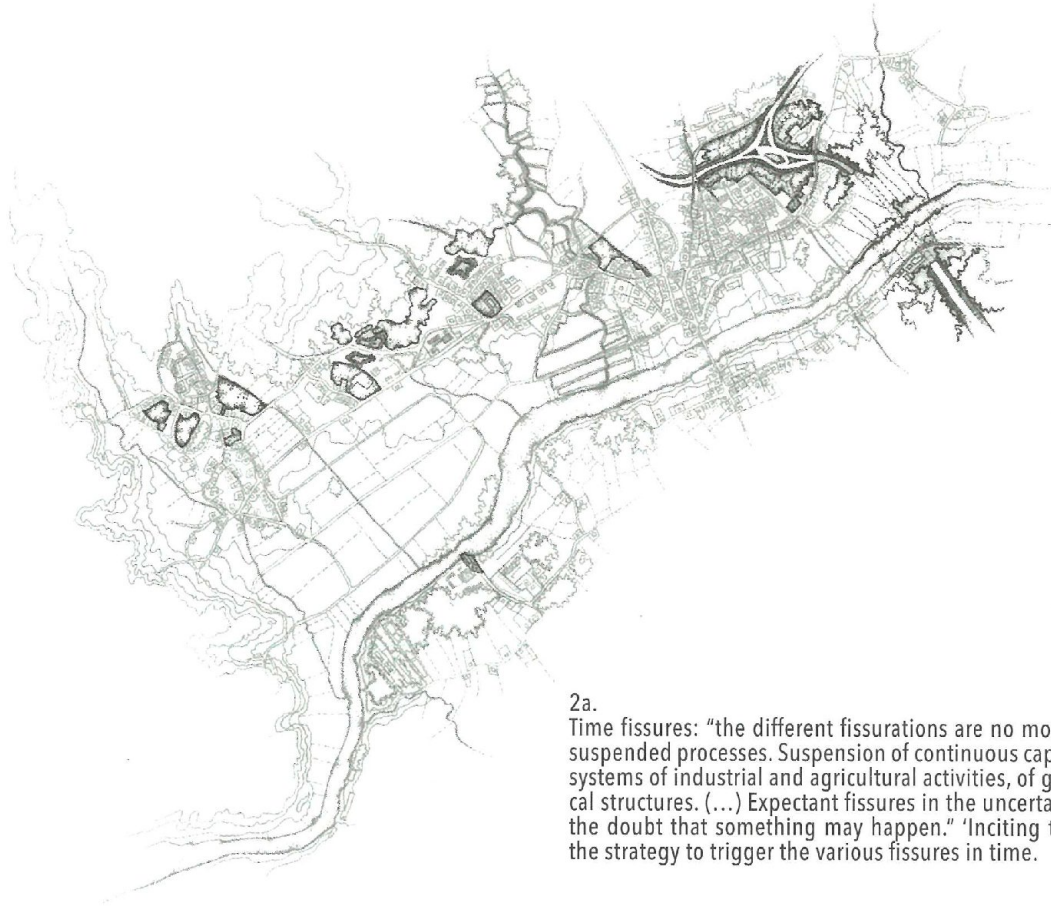 2a.
Time fissures: “the different fissurations are no mo
suspended processes. Suspension of continuous cap
systems of industrial and agricultural activities, of g
cal structures. (…) Expectant fissures in the uncerta
the doubt that something may happen.” ‘Inciting t
the strategy to trigger the various fissures in time.